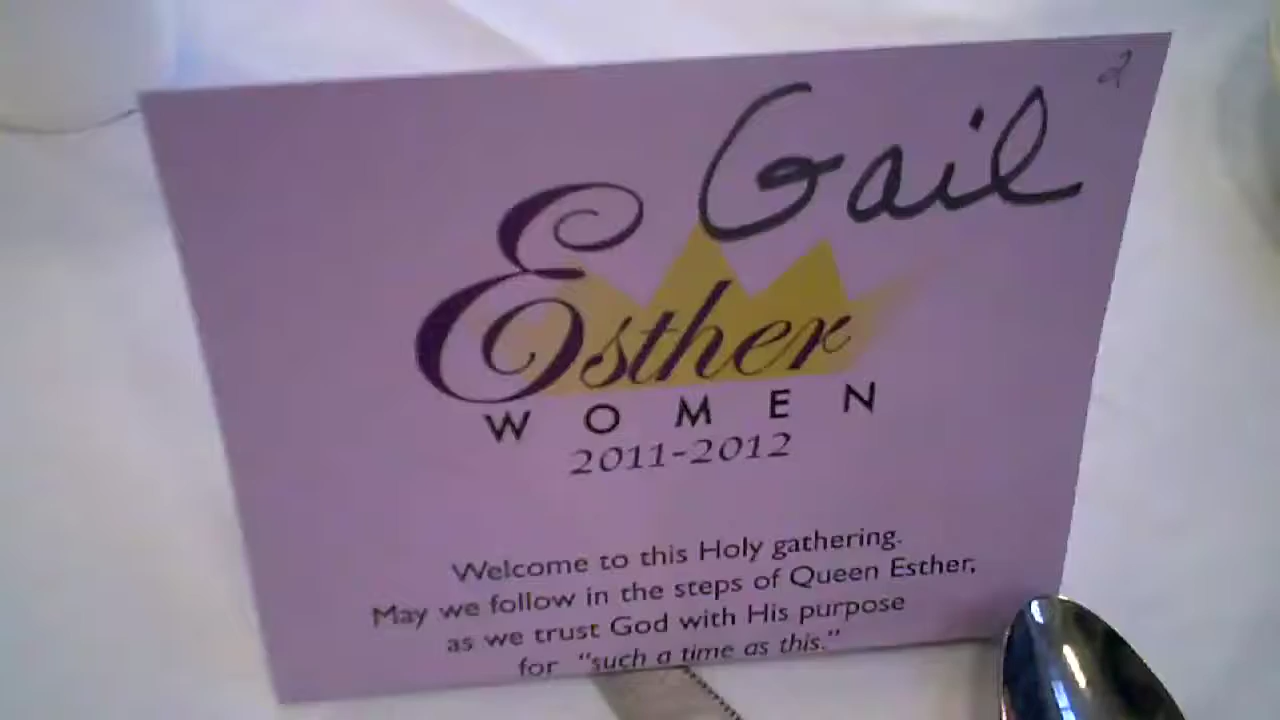 2
Gail
Esther
WOMEN
2011-2012
Welcome to this Holy gathering.
May we follow in the steps of Queen Esther,
as we trust God with His purpose
for "such a time as this."